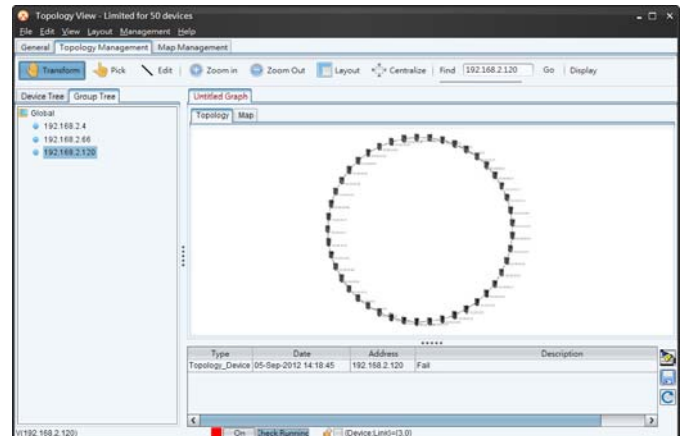 Topology View - Limited for 50 devices
File Edit View Layout Management Help
General Topology Management Map Management
Transform Pick Edit Zoom in Zoom Out Layout Centralize Find 192.168.2.120 Go Display
Device Tree Group Tree
Untitled Graph
Global
Topology Map
192.168.2.4
192.168.2.66
192.168.2.120
Type Date Address Description
Topology_Device 05-Sep-2012 14:18:45 192.168.2.120 Fail
V(192.168.2.120) On Check Running (Device:Link)=(3,0)